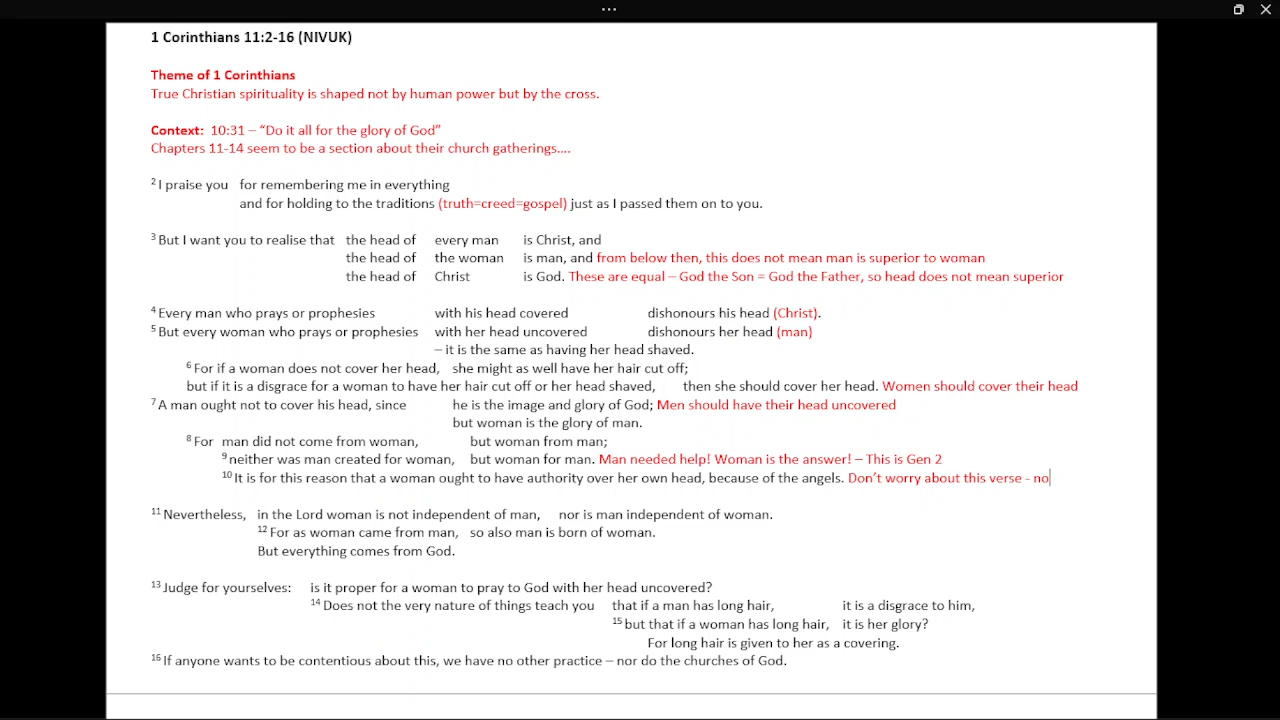 1 Corinthians 11:2-16 (NIVUK)
Theme of 1 Corinthians
True Christian spirituality is shaped not by human power but by the cross.
Context: 10:31 – “Do it all for the glory of God”
Chapters 11-14 seem to be a section about their church gatherings....
2 I praise you for remembering me in everything
and for holding to the traditions (truth=creed=gospel) just as I passed them on to you.
3 But I want you to realise that the head of every man is Christ, and
the head of the woman is man, and from below then, this does not mean man is superior to woman
the head of Christ is God. These are equal – God the Son = God the Father, so head does not mean superior
4 Every man who prays or prophesies with his head covered dishonours his head (Christ).
5 But every woman who prays or prophesies with her head uncovered dishonours her head (man)
– it is the same as having her head shaved.
6 For if a woman does not cover her head, she might as well have her hair cut off;
but if it is a disgrace for a woman to have her hair cut off or her head shaved, then she should cover her head. Women should cover their head
7 A man ought not to cover his head, since he is the image and glory of God; Men should have their head uncovered
but woman is the glory of man.
8 For man did not come from woman, but woman from man;
9 neither was man created for woman, but woman for man. Man needed help! Woman is the answer! – This is Gen 2
10 It is for this reason that a woman ought to have authority over her own head, because of the angels. Don’t worry about this verse - no
11 Nevertheless, in the Lord woman is not independent of man, nor is man independent of woman.
12 For as woman came from man, so also man is born of woman.
But everything comes from God.
13 Judge for yourselves: is it proper for a woman to pray to God with her head uncovered?
14 Does not the very nature of things teach you that if a man has long hair, it is a disgrace to him,
15 but that if a woman has long hair, it is her glory?
For long hair is given to her as a covering.
16 If anyone wants to be contentious about this, we have no other practice – nor do the churches of God.